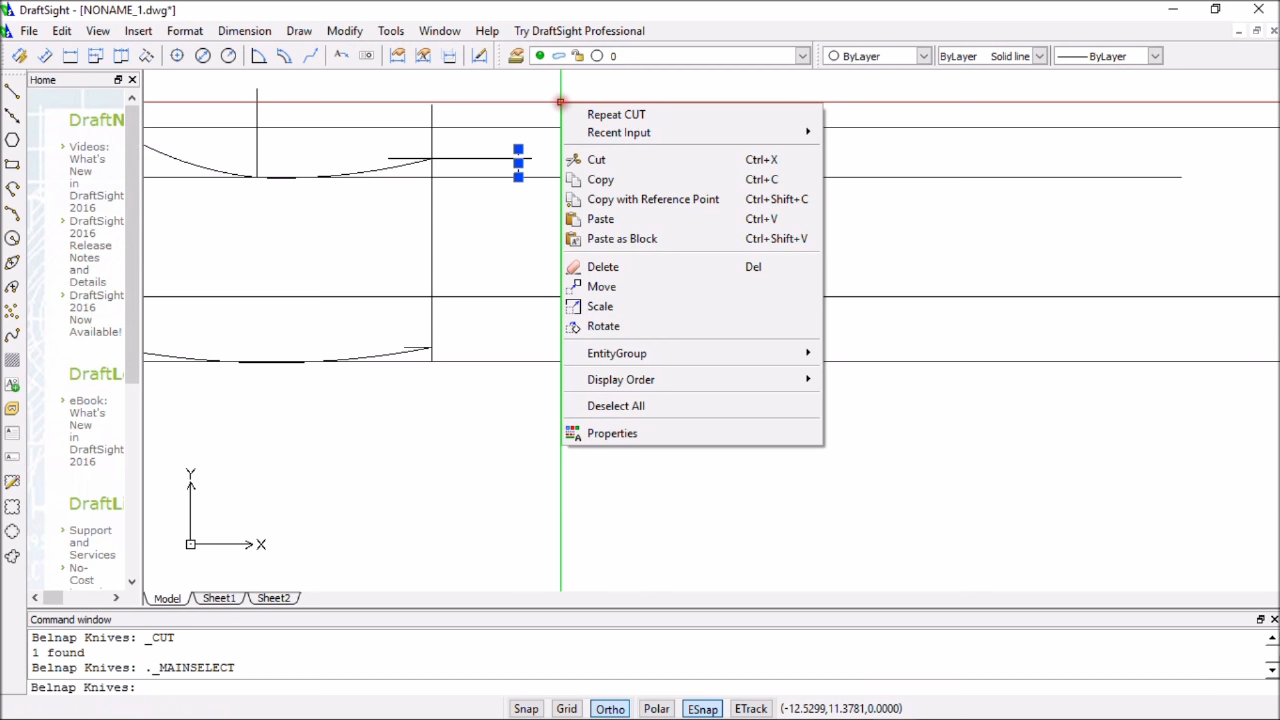 DraftSight - [NONAME_1.dwg*]
File Edit View Insert Format Dimension Draw Modify Tools Window Help Try DraftSight Professional
0 ByLayer ByLayer Solid line ByLayer
Home
DraftN
Videos:
What's
New
in
DraftSight
2016
DraftSight
2016
Release
Notes
and
Details
DraftSight
2016
Now
Available!
DraftL
eBook:
What's
New
in
DraftSight
2016
DraftL
Support
and
Services
No-
Cost
Repeat CUT
Recent Input
Cut Ctrl+X
Copy Ctrl+C
Copy with Reference Point Ctrl+Shift+C
Paste Ctrl+V
Paste as Block Ctrl+Shift+V
Delete Del
Move
Scale
Rotate
EntityGroup
Display Order
Deselect All
Properties
Y
X
Model Sheet1 Sheet2
Command window
Belnap Knives: _CUT
1 found
Belnap Knives: ._MAINSELECT
Belnap Knives:
Snap Grid Ortho Polar ESnap ETrack (-12.5299,11.3781,0.0000)